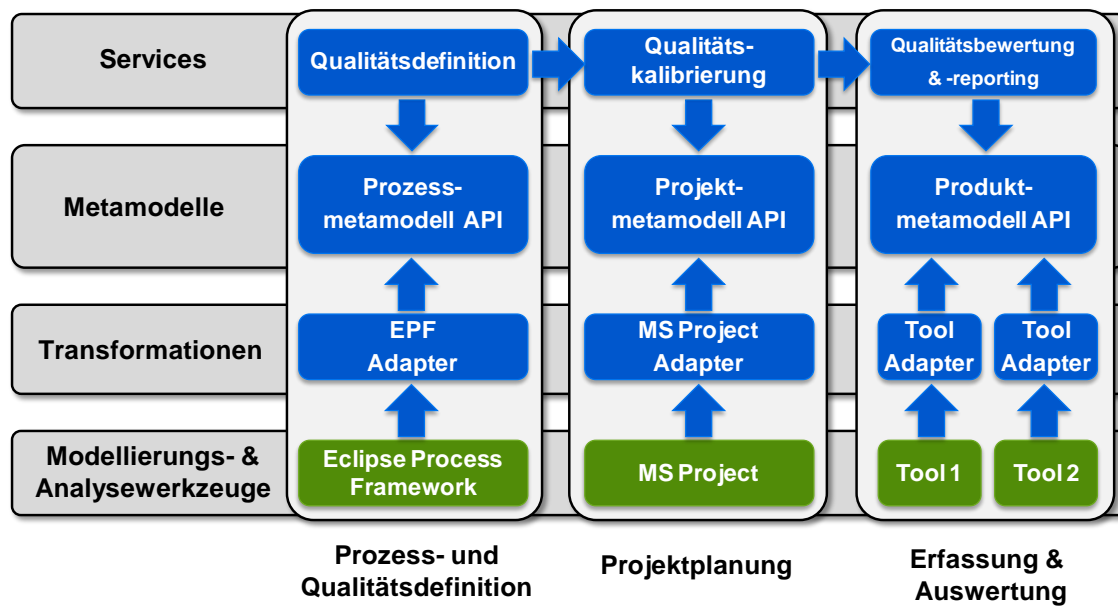 Services
Qualitätsdefinition
Qualitäts-
kalibrierung
Qualitätsbewertung
& -reporting
Metamodelle
Prozess-
metamodell API
Projekt-
metamodell API
Produkt-
metamodell API
Transformationen
EPF
Adapter
MS Project
Adapter
Tool
Adapter
Tool
Adapter
Modellierungs- &
Analysewerkzeuge
Eclipse Process
Framework
MS Project
Tool 1
Tool 2
Prozess- und
Qualitätsdefinition
Projektplanung
Erfassung &
Auswertung